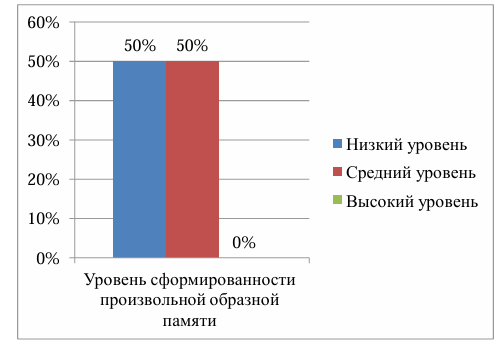 60%
50%
40%
30%
20%
10%
0%
50%
50%
0%
Уровень сформированности
произвольной образной
памяти
Низкий уровень
Средний уровень
Высокий уровень